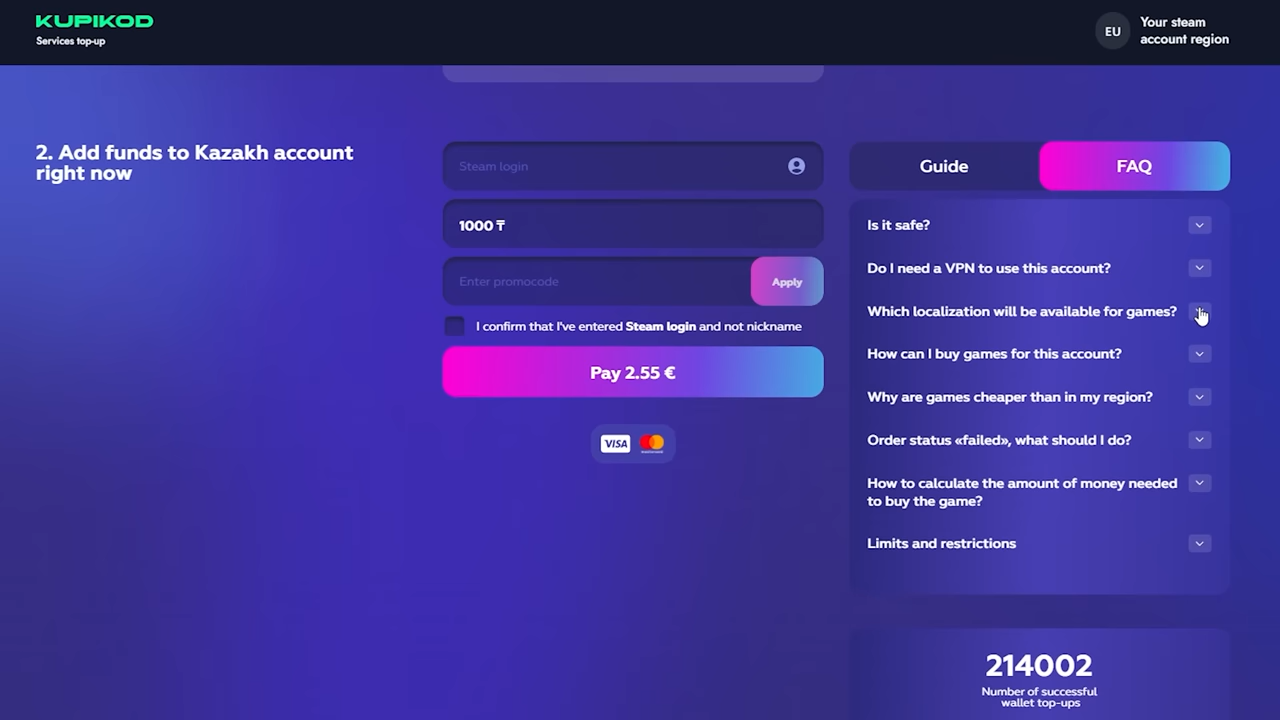 KUPIKOD
Services top-up
EU
Your steam
account region
2. Add funds to Kazakh account
right now
Steam login
1000 ₸
Enter promocode
Apply
I confirm that I've entered Steam login and not nickname
Pay 2.55 €
VISA
Guide
FAQ
Is it safe?
Do I need a VPN to use this account?
Which localization will be available for games?
How can I buy games for this account?
Why are games cheaper than in my region?
Order status «failed», what should I do?
How to calculate the amount of money needed
to buy the game?
Limits and restrictions
214002
Number of successful
wallet top-ups